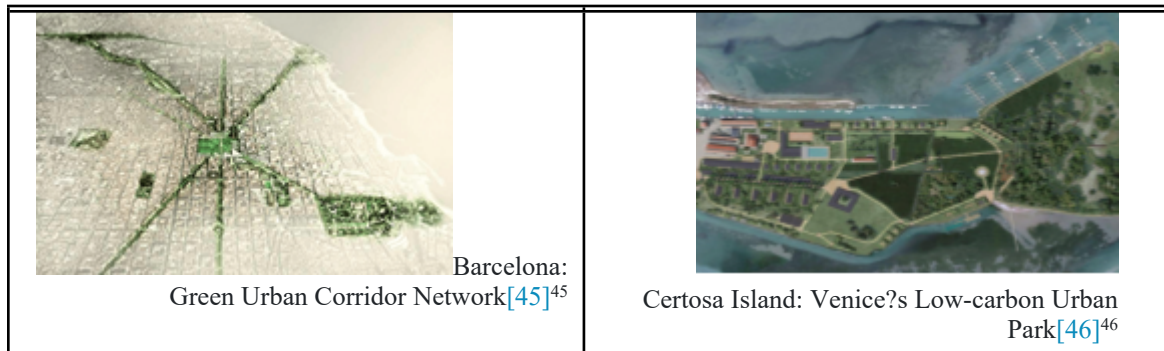 Barcelona:
Green Urban Corridor Network[45]45
Certosa Island: Venice?s Low-carbon Urban
Park[46]46